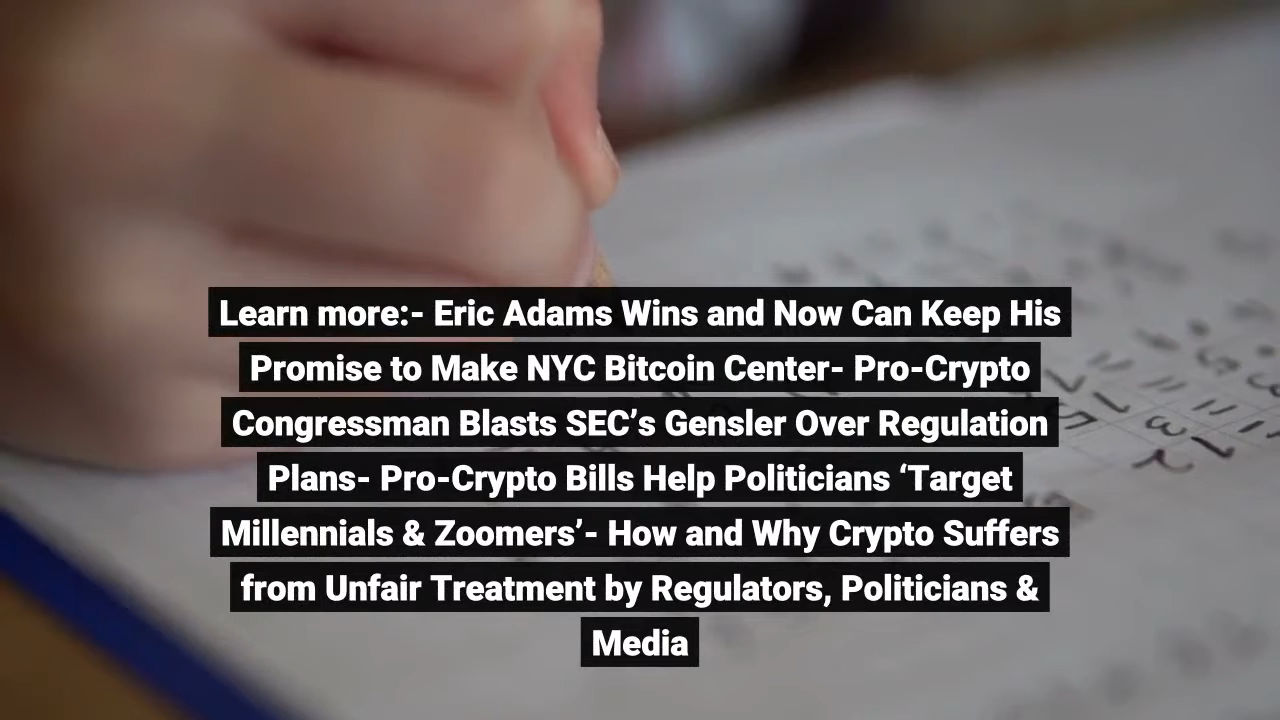 Learn more:- Eric Adams Wins and Now Can Keep His
Promise to Make NYC Bitcoin Center- Pro-Crypto
Congressman Blasts SEC’s Gensler Over Regulation
Plans- Pro-Crypto Bills Help Politicians ‘Target
Millennials & Zoomers’- How and Why Crypto Suffers
from Unfair Treatment by Regulators, Politicians &
Media